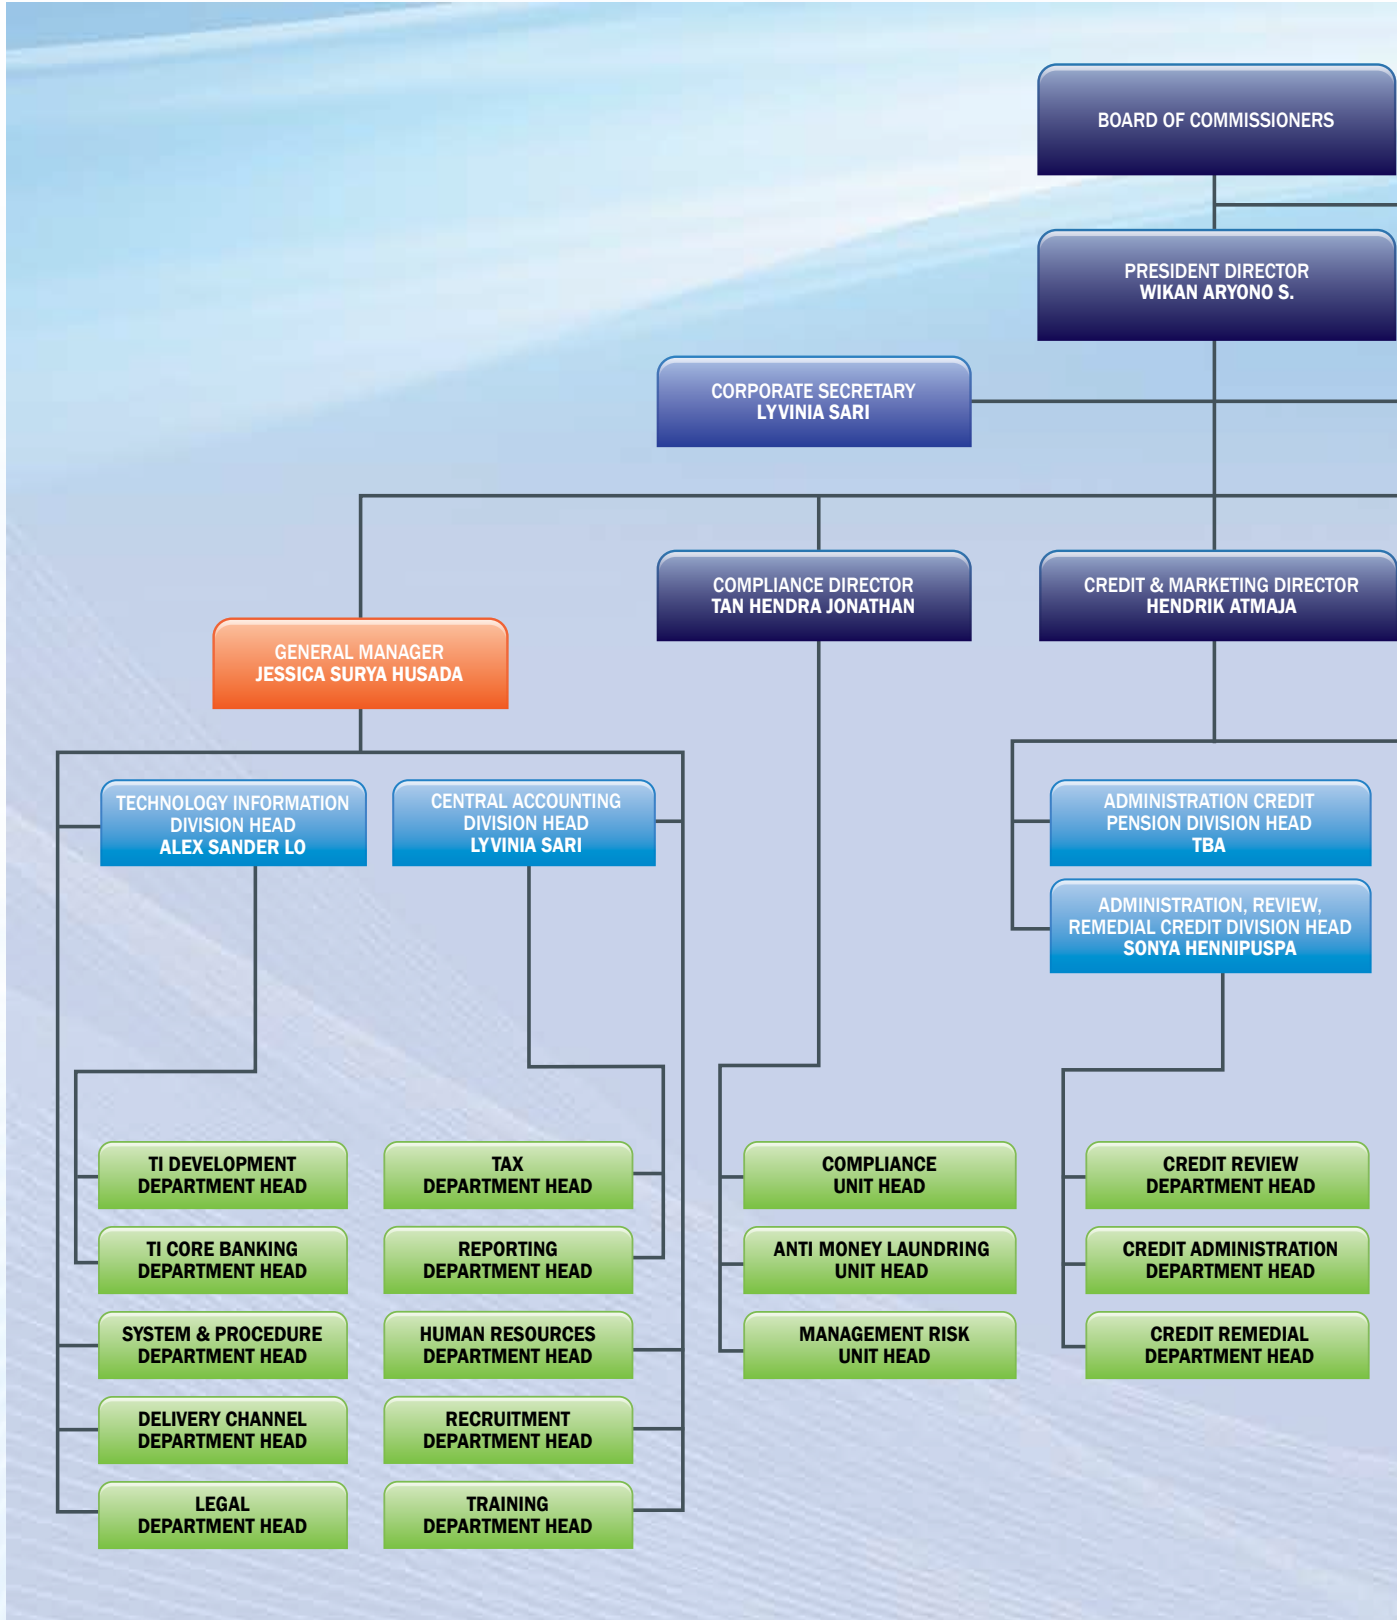 BOARD OF COMMISSIONERS
PRESIDENT DIRECTOR
WIKAN ARYONO S.
CORPORATE SECRETARY
LYVINIA SARI
COMPLIANCE DIRECTOR
TAN HENDRA JONATHAN
CREDIT & MARKETING DIRECTOR
HENDRIK ATMAJA
GENERAL MANAGER
JESSICA SURYA HUSADA
TECHNOLOGY INFORMATION
DIVISION HEAD
ALEX SANDER LO
CENTRAL ACCOUNTING
DIVISION HEAD
LYVINIA SARI
ADMINISTRATION CREDIT
PENSION DIVISION HEAD
TBA
ADMINISTRATION, REVIEW,
REMEDIAL CREDIT DIVISION HEAD
SONYA HENNIPUSPA
TI DEVELOPMENT
DEPARTMENT HEAD
TAX
DEPARTMENT HEAD
COMPLIANCE
UNIT HEAD
CREDIT REVIEW
DEPARTMENT HEAD
TI CORE BANKING
DEPARTMENT HEAD
REPORTING
DEPARTMENT HEAD
ANTI MONEY LAUNDRING
UNIT HEAD
CREDIT ADMINISTRATION
DEPARTMENT HEAD
SYSTEM & PROCEDURE
DEPARTMENT HEAD
HUMAN RESOURCES
DEPARTMENT HEAD
MANAGEMENT RISK
UNIT HEAD
CREDIT REMEDIAL
DEPARTMENT HEAD
DELIVERY CHANNEL
DEPARTMENT HEAD
RECRUITMENT
DEPARTMENT HEAD
LEGAL
DEPARTMENT HEAD
TRAINING
DEPARTMENT HEAD